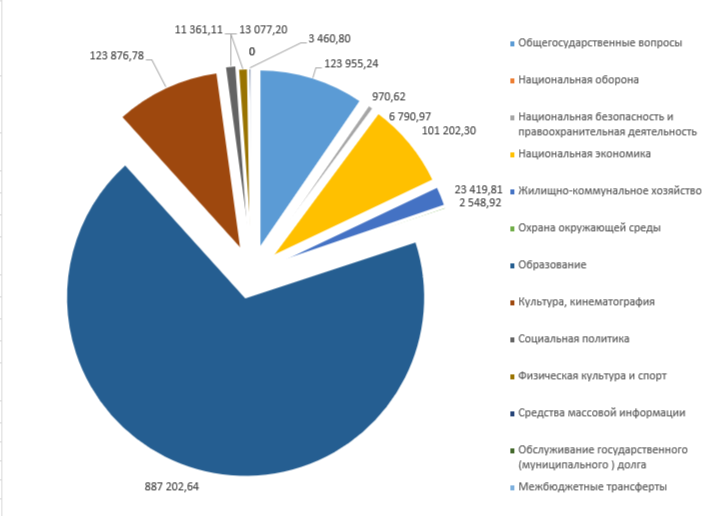 11 361,11
13 077,20
3 460,80
0
123 955,24
123 876,78
970,62
6 790,97
101 202,30
23 419,81
2 548,92
887 202,64
Общегосударственные вопросы
Национальная оборона
Национальная безопасность и
правоохранительная деятельность
Национальная экономика
Жилищно-коммунальное хозяйство
Охрана окружающей среды
Образование
Культура, кинематография
Социальная политика
Физическая культура и спорт
Средства массовой информации
Обслуживание государственного
(муниципального ) долга
Межбюджетные трансферты